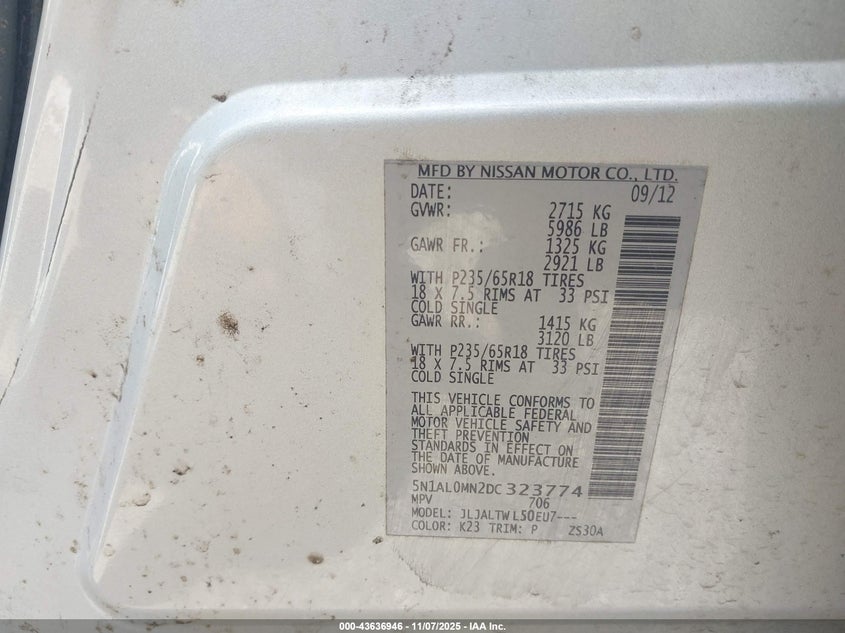 MFD BY NISSAN MOTOR CO., LTD.
DATE: 09/12
GVWR: 2715 KG
5986 LB
GAWR FR.: 1325 KG
2921 LB
WITH P235/65R18 TIRES
18 X 7.5 RIMS AT 33 PSI
COLD SINGLE
GAWR RR.: 1415 KG
3120 LB
WITH P235/65R18 TIRES
18 X 7.5 RIMS AT 33 PSI
COLD SINGLE
THIS VEHICLE CONFORMS TO
ALL APPLICABLE FEDERAL
MOTOR VEHICLE SAFETY AND
THEFT PREVENTION
STANDARDS IN EFFECT ON
THE DATE OF MANUFACTURE
SHOWN ABOVE.
5N1AL0MN2DC 323774
MPV 706
MODEL: JLJALTWL50EU7---
COLOR: K23 TRIM: P ZS30A
000-43636946 - 11/07/2025 - IAA Inc.